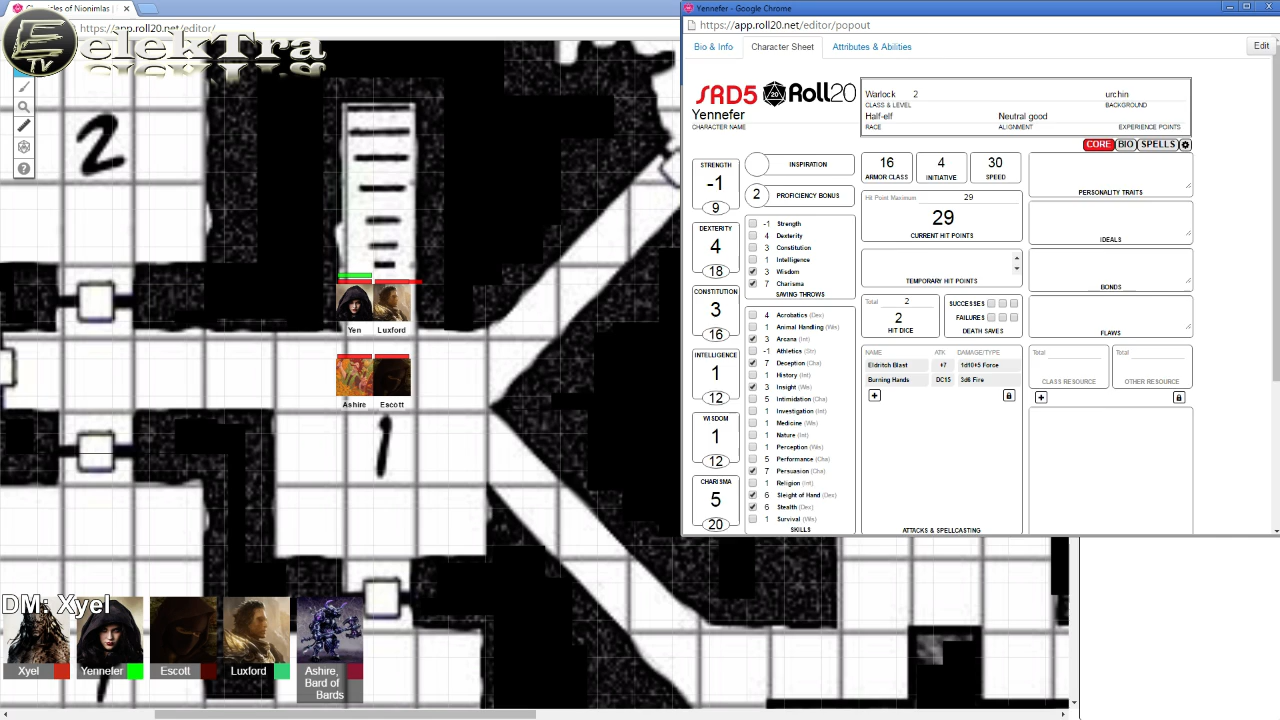 Chronicles of Nionimlas |
https://app.roll20.net/editor/
elekTra
TV
2
Yen
Luxford
Ashire
Escott
1
DM: Xyel
Xyel
Yennefer
Escott
Luxford
Ashire,
Bard of
Bards
Yennefer - Google Chrome
https://app.roll20.net/editor/popout
Bio & Info
Character Sheet
Attributes & Abilities
Edit
SRD5 20 Roll20
Yennefer
CHARACTER NAME
Warlock 2 urchin
CLASS & LEVEL BACKGROUND
Half-elf Neutral good
RACE ALIGNMENT EXPERIENCE POINTS
CORE BIO SPELLS
STRENGTH
-1
9
DEXTERITY
4
18
CONSTITUTION
3
16
INTELLIGENCE
1
12
WISDOM
1
12
CHARISMA
5
20
INSPIRATION
2 PROFICIENCY BONUS
-1 Strength
4 Dexterity
3 Constitution
1 Intelligence
3 Wisdom
7 Charisma
SAVING THROWS
4 Acrobatics (Dex)
1 Animal Handling (Wis)
3 Arcana (Int)
-1 Athletics (Str)
7 Deception (Cha)
1 History (Int)
3 Insight (Wis)
5 Intimidation (Cha)
1 Investigation (Int)
1 Medicine (Wis)
1 Nature (Int)
1 Perception (Wis)
5 Performance (Cha)
7 Persuasion (Cha)
1 Religion (Int)
6 Sleight of Hand (Dex)
6 Stealth (Dex)
1 Survival (Wis)
SKILLS
16
ARMOR CLASS
4
INITIATIVE
30
SPEED
Hit Point Maximum 29
29
CURRENT HIT POINTS
TEMPORARY HIT POINTS
Total 2
2
HIT DICE
SUCCESSES
FAILURES
DEATH SAVES
NAME ATK DAMAGE/TYPE
Eldritch Blast +7 1d10+5 Force
Burning Hands DC15 3d6 Fire
ATTACKS & SPELLCASTING
PERSONALITY TRAITS
IDEALS
BONDS
FLAWS
Total
CLASS RESOURCE
Total
OTHER RESOURCE